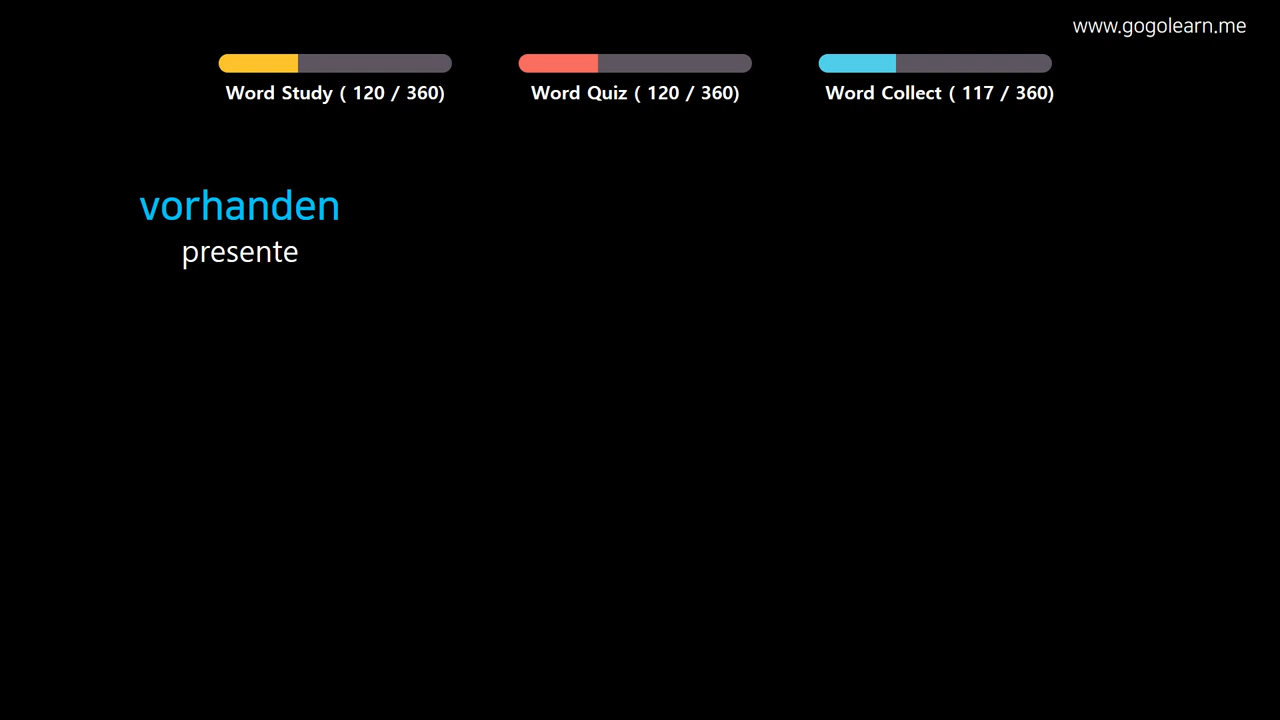 www.gogolearn.me
Word Study ( 120 / 360)
Word Quiz ( 120 / 360)
Word Collect ( 117 / 360)
vorhanden
presente